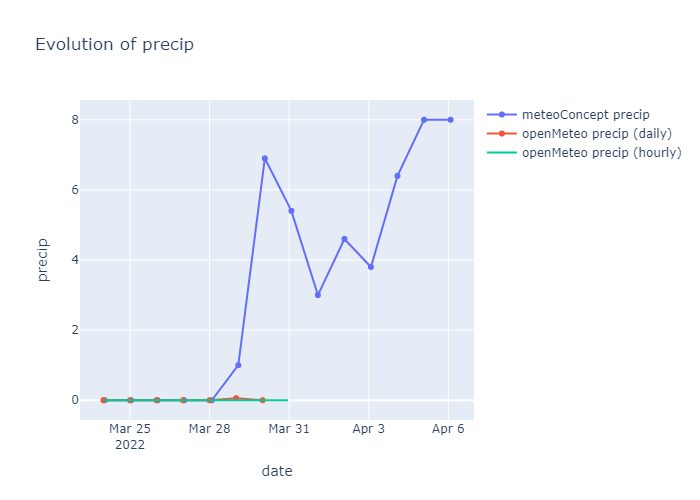 Evolution of precip
meteoConcept precip
openMeteo precip (daily)
openMeteo precip (hourly)
8
6
4
2
0
precip
Mar 25
2022
Mar 28
Mar 31
Apr 3
Apr 6
date